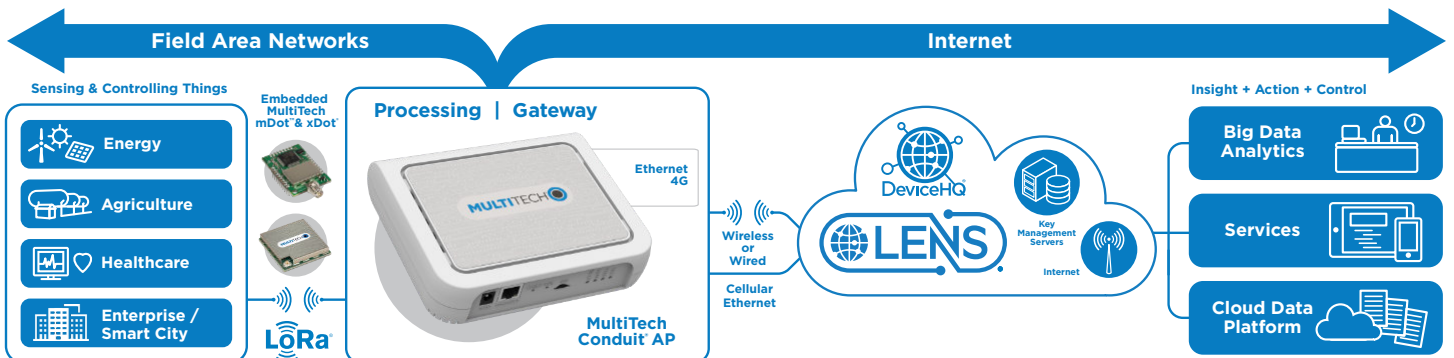 Field Area Networks
Internet
Sensing & Controlling Things
Energy
Agriculture
Healthcare
Enterprise /
Smart City
Embedded
MultiTech
mDot™ & xDot®
MULTITECH
LoRa®
Processing | Gateway
MULTITECH
Ethernet
4G
MultiTech
Conduit® AP
Wireless
or
Wired
Cellular
Ethernet
DeviceHQ®
LENS®
Key
Management
Servers
Internet
Insight + Action + Control
Big Data
Analytics
Services
Cloud Data
Platform